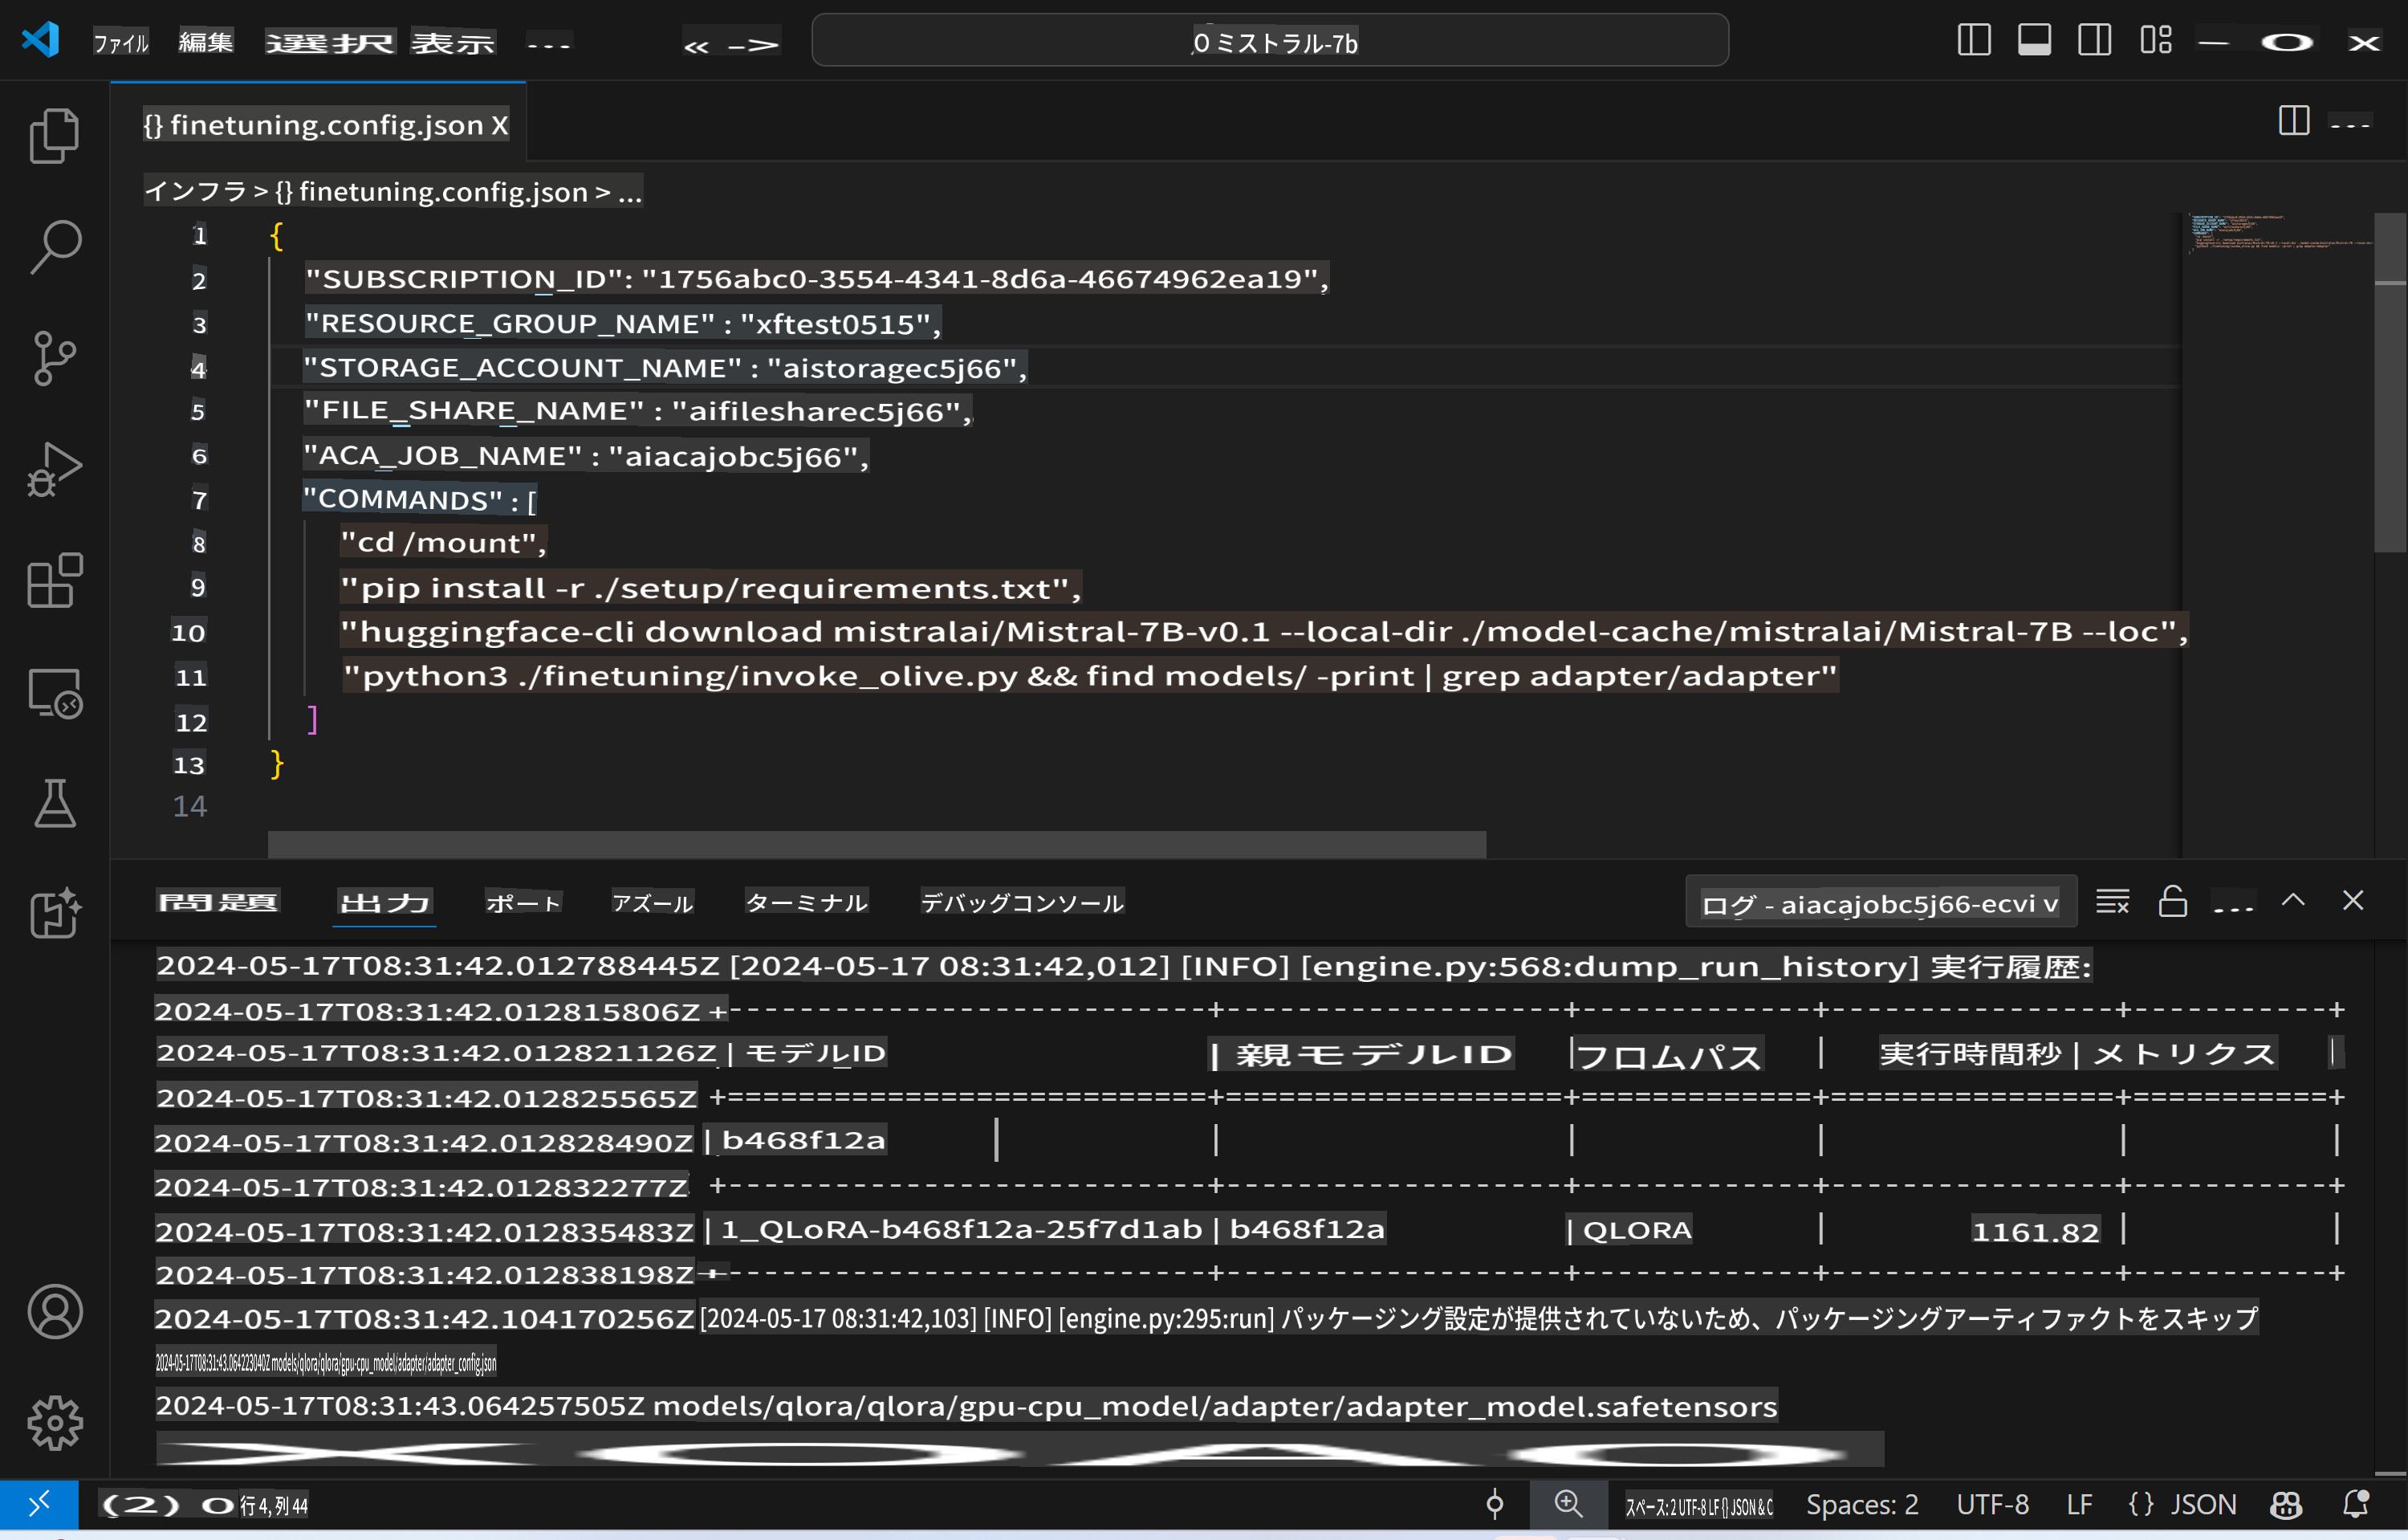 ファイル 編集 選択 表示 ... « -> ミストラル-7b
{} finetuning.config.json X
インフラ > {} finetuning.config.json > ...
1 {
2 "SUBSCRIPTION_ID": "1756abc0-3554-4341-8d6a-46674962ea19",
3 "RESOURCE_GROUP_NAME" : "xftest0515",
4 "STORAGE_ACCOUNT_NAME" : "aistoragec5j66",
5 "FILE_SHARE_NAME" : "aifilesharec5j66",
6 "ACA_JOB_NAME" : "aiacajobc5j66",
7 "COMMANDS" : [
8 "cd /mount",
9 "pip install -r ./setup/requirements.txt",
10 "huggingface-cli download mistralai/Mistral-7B-v0.1 --local-dir ./model-cache/mistralai/Mistral-7B --loc",
11 "python3 ./finetuning/invoke_olive.py && find models/ -print | grep adapter/adapter"
12 ]
13 }
14
問題 出力 ポート アズール ターミナル デバッグコンソール ログ - aiacajobc5j66-ecvi v
2024-05-17T08:31:42.012788445Z [2024-05-17 08:31:42,012] [INFO] [engine.py:568:dump_run_history] 実行履歴:
2024-05-17T08:31:42.012815806Z +---------------------------+-------------------+-------------+----------------+-----------+
2024-05-17T08:31:42.012821126Z | モデルID | 親モデルID | フロムパス | 実行時間秒 | メトリクス |
2024-05-17T08:31:42.012825565Z +===========================+===================+=============+================+===========+
2024-05-17T08:31:42.012828490Z | b468f12a | | | | |
2024-05-17T08:31:42.012832277Z +---------------------------+-------------------+-------------+----------------+-----------+
2024-05-17T08:31:42.012835483Z | 1_QLoRA-b468f12a-25f7d1ab | b468f12a | QLORA | 1161.82 | |
2024-05-17T08:31:42.012838198Z +---------------------------+-------------------+-------------+----------------+-----------+
2024-05-17T08:31:42.104170256Z [2024-05-17 08:31:42,103] [INFO] [engine.py:295:run] パッケージング設定が提供されていないため、パッケージングアーティファクトをスキップ
2024-05-17T08:31:43.064223040Z models/qlora/qlora/gpu-cpu_model/adapter/adapter_config.json
2024-05-17T08:31:43.064257505Z models/qlora/qlora/gpu-cpu_model/adapter/adapter_model.safetensors
(2) 0 行 4, 列 44 スペース: 2 UTF-8 LF {} JSON & C Spaces: 2 UTF-8 LF {} JSON